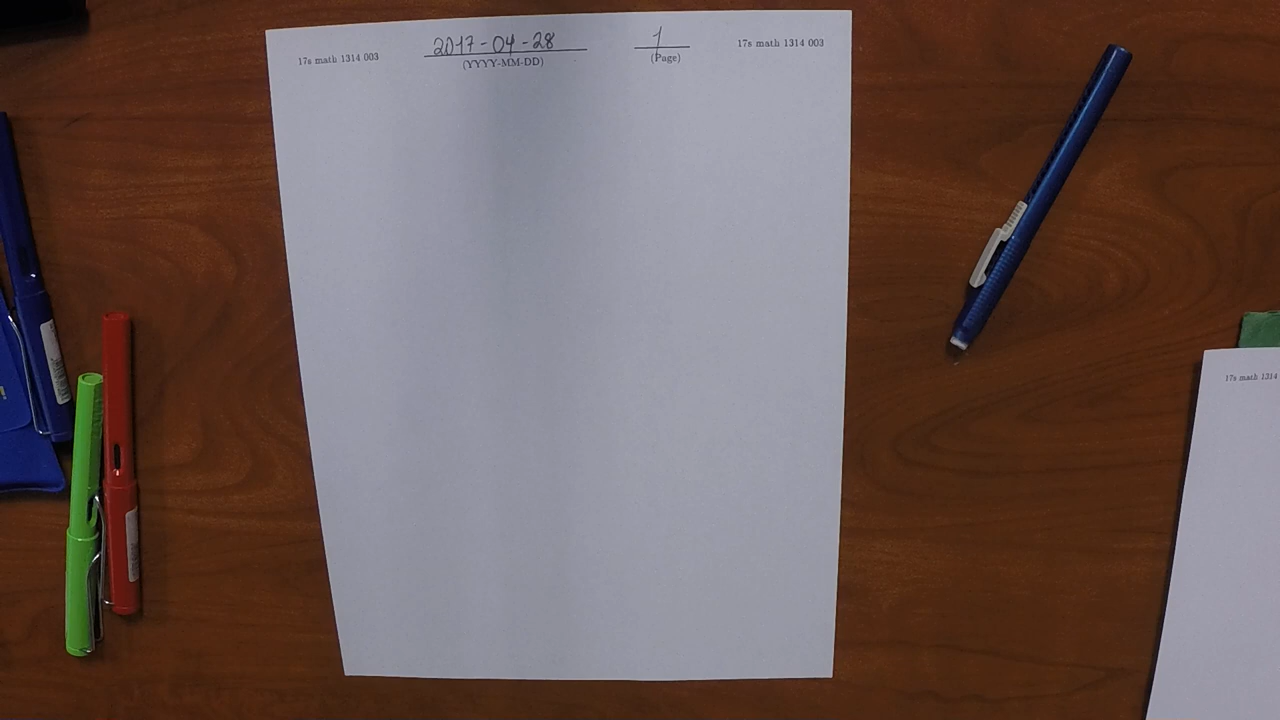 17s math 1314 003 2017-04-28 1 17s math 1314 003
(YYYY-MM-DD) (Page)
17s math 1314